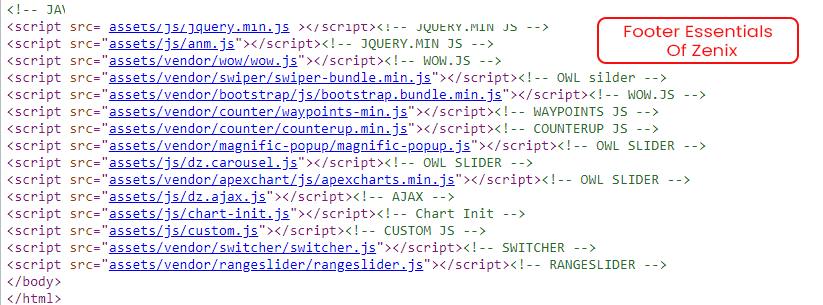 <!-- JAV
<script src="assets/js/jquery.min.js"></script><!-- JQUERY.MIN JS -->
<script src="assets/js/anm.js"></script><!-- JQUERY.MIN JS -->
<script src="assets/vendor/wow/wow.js"></script><!-- WOW.JS -->
<script src="assets/vendor/swiper/swiper-bundle.min.js"></script><!-- OWL silder -->
<script src="assets/vendor/bootstrap/js/bootstrap.bundle.min.js"></script><!-- WOW.JS -->
<script src="assets/vendor/counter/waypoints-min.js"></script><!-- WAYPOINTS JS -->
<script src="assets/vendor/counter/counterup.min.js"></script><!-- COUNTERUP JS -->
<script src="assets/vendor/magnific-popup/magnific-popup.js"></script><!-- OWL SLIDER -->
<script src="assets/js/dz.carousel.js"></script><!-- OWL SLIDER -->
<script src="assets/vendor/apexchart/js/apexcharts.min.js"></script><!-- OWL SLIDER -->
<script src="assets/js/dz.ajax.js"></script><!-- AJAX -->
<script src="assets/js/chart-init.js"></script><!-- Chart Init -->
<script src="assets/js/custom.js"></script><!-- CUSTOM JS -->
<script src="assets/vendor/switcher/switcher.js"></script><!-- SWITCHER -->
<script src="assets/vendor/rangeslider/rangeslider.js"></script><!-- RANGESLIDER -->
</body>
</html>
Footer Essentials
Of Zenix